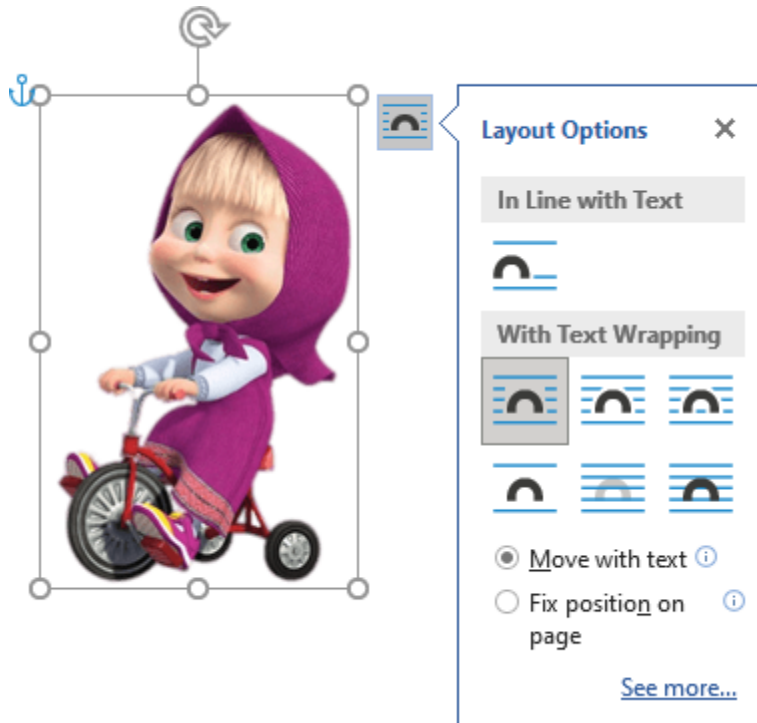 Layout Options
In Line with Text
With Text Wrapping
Move with text
Fix position on
page
See more...